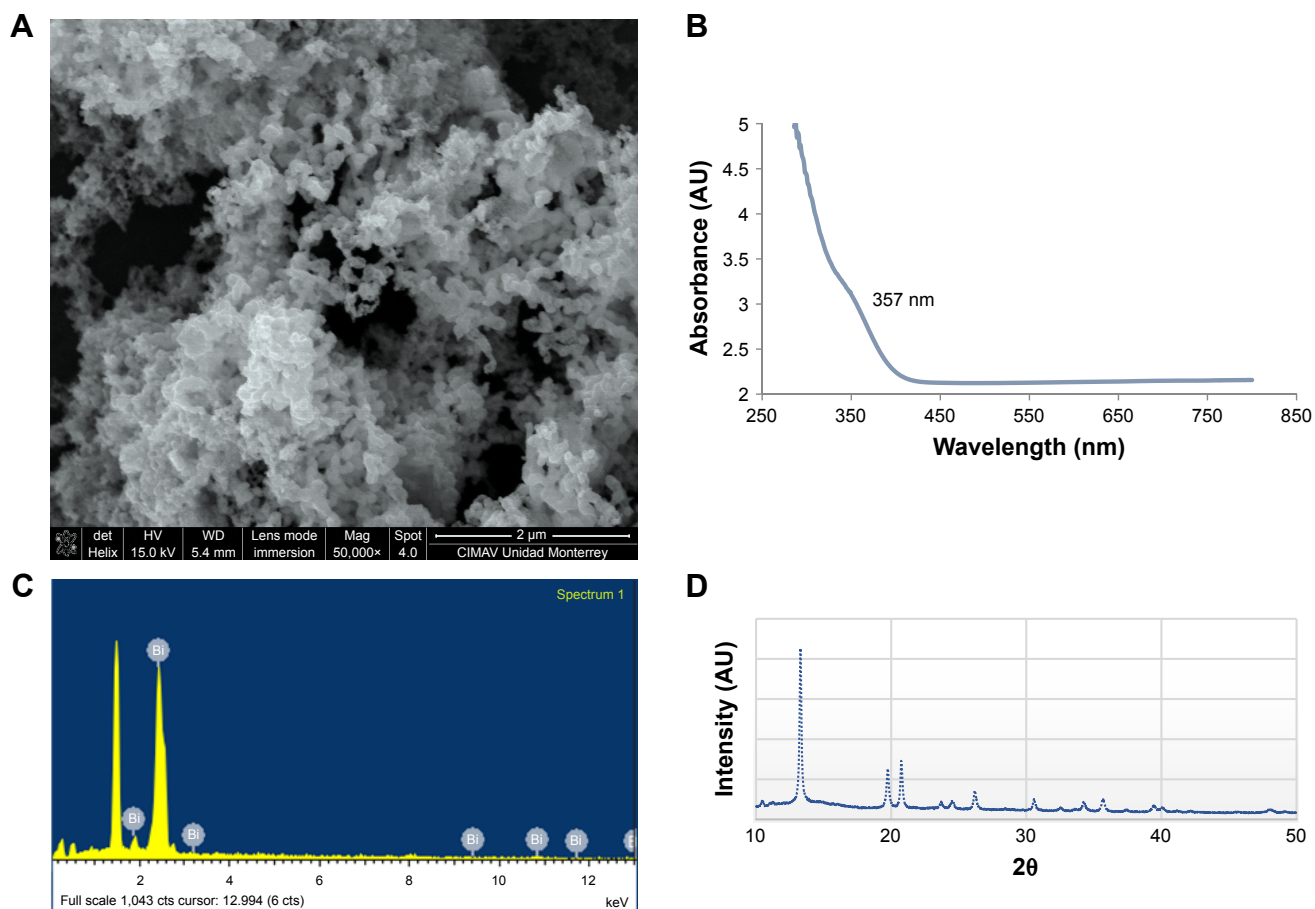 A
det HV WD Lens mode Mag Spot 2 µm
Helix 15.0 kV 5.4 mm immersion 50,000× 4.0 CIMAV Unidad Monterrey
B
5
4.5
4
3.5
3
2.5
2
250 350 450 550 650 750 850
357 nm
Absorbance (AU)
Wavelength (nm)
C
Spectrum 1
Bi
Bi
Bi
Bi
Bi
Bi
2 4 6 8 10 12
Full scale 1,043 cts cursor: 12.994 (6 cts) keV
D
Intensity (AU)
10 20 30 40 50
2θ